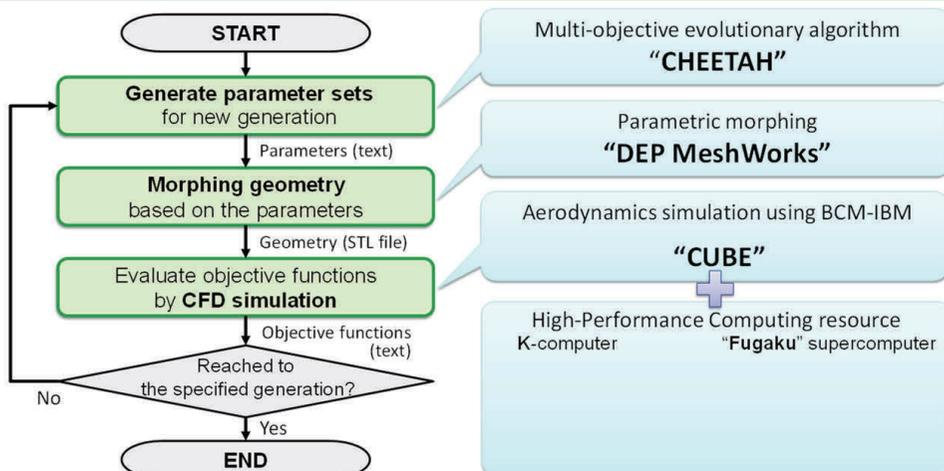 START
Generate parameter sets
for new generation
Parameters (text)
Morphing geometry
based on the parameters
Geometry (STL file)
Evaluate objective functions
by CFD simulation
Objective functions
(text)
Reached to
the specified generation?
No
Yes
END
Multi-objective evolutionary algorithm
“CHEETAH”
Parametric morphing
“DEP MeshWorks”
Aerodynamics simulation using BCM-IBM
“CUBE”
High-Performance Computing resource
K-computer
“Fugaku” supercomputer